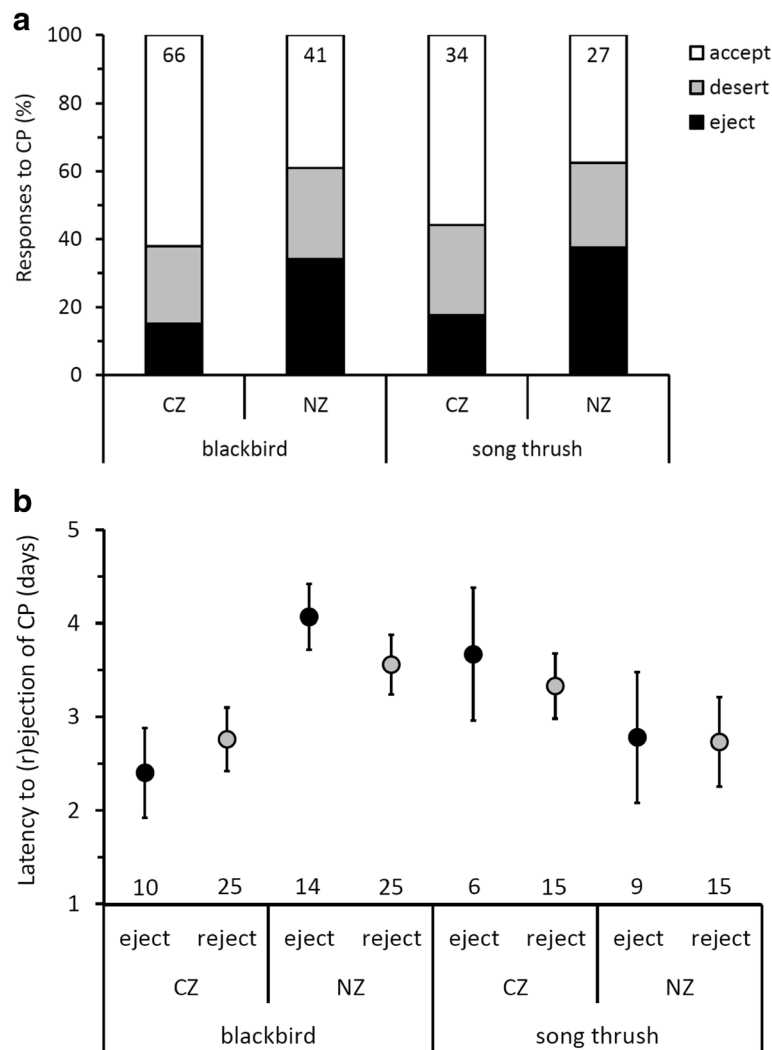 a
100
80
60
40
20
0
Responses to CP (%)
66
41
34
27
accept
desert
eject
CZ NZ CZ NZ
blackbird song thrush
b
5
4
3
2
1
Latency to (r)ejection of CP (days)
10 25 14 25 6 15 9 15
eject reject eject reject eject reject eject reject
CZ NZ CZ NZ
blackbird song thrush